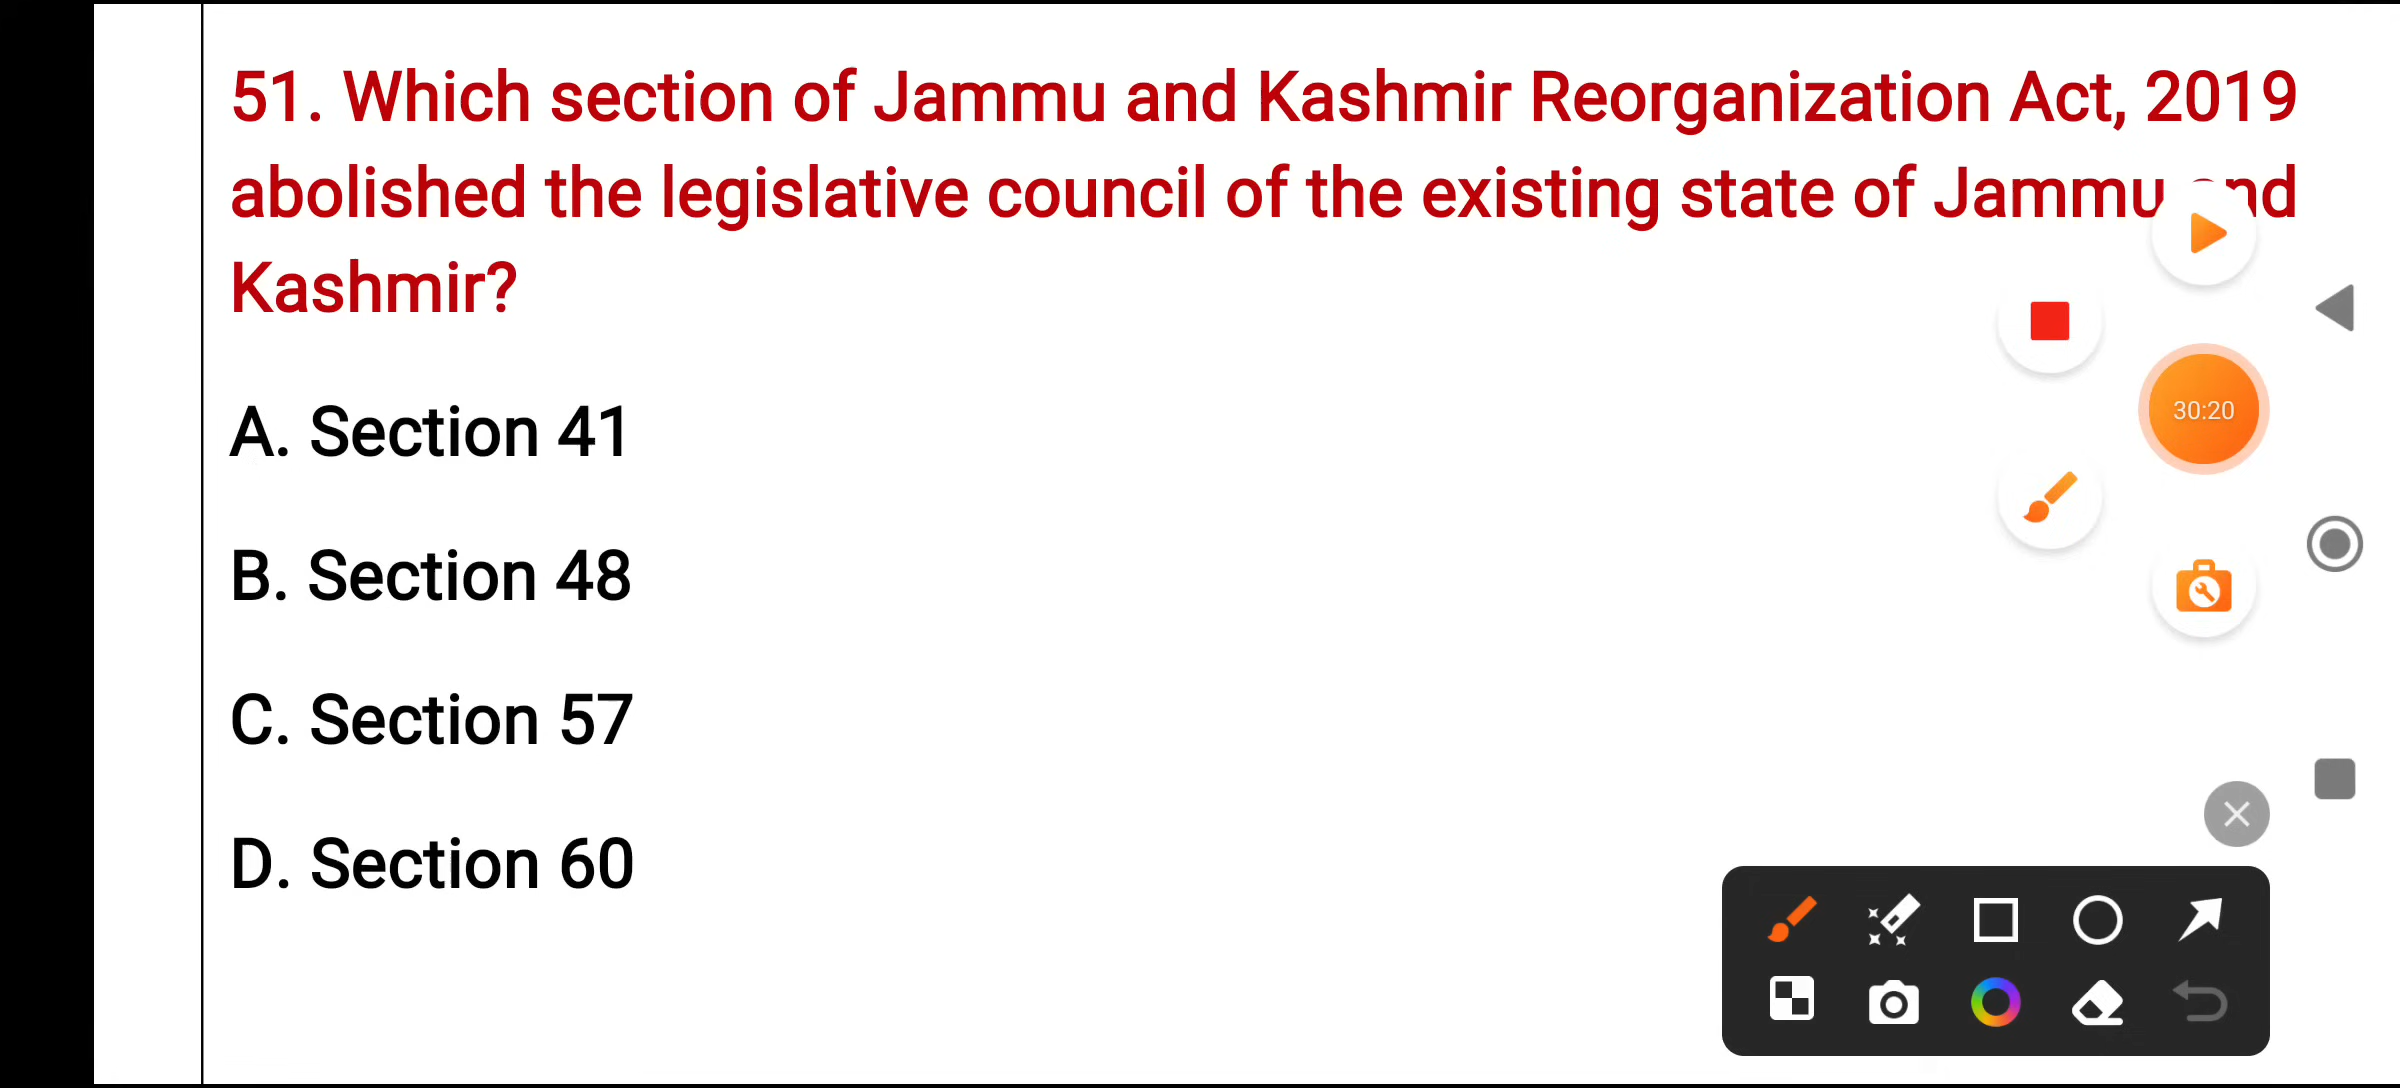 51. Which section of Jammu and Kashmir Reorganization Act, 2019
abolished the legislative council of the existing state of Jammu and
Kashmir?
A. Section 41
B. Section 48
C. Section 57
D. Section 60
30:20